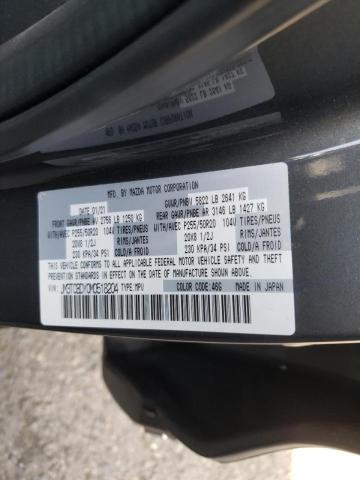 MFD. BY MAZDA MOTOR CORPORATION
DATE 01/21 GVWR/PNBV 5822 LB 2641 KG
FRONT GAWR/PNBE AV 2756 LB 1250 KG REAR GAWR/PNBE AR 3146 LB 1427 KG
WITH/AVEC P255/50R20 104V TIRES/PNEUS WITH/AVEC P255/50R20 104V TIRES/PNEUS
20X8 1/2J RIMS/JANTES 20X8 1/2J RIMS/JANTES
230 KPA/34 PSI COLD/A FROID 230 KPA/34 PSI COLD/A FROID
THIS VEHICLE CONFORMS TO ALL APPLICABLE FEDERAL MOTOR VEHICLE SAFETY, BUMPER, AND THEFT
PREVENTION STANDARDS IN EFFECT ON THE DATE OF MANUFACTURE SHOWN ABOVE.
VIN: JM3TCBDY0M0518204 TYPE: MPV COLOR CODE: 46G MADE IN JAPAN